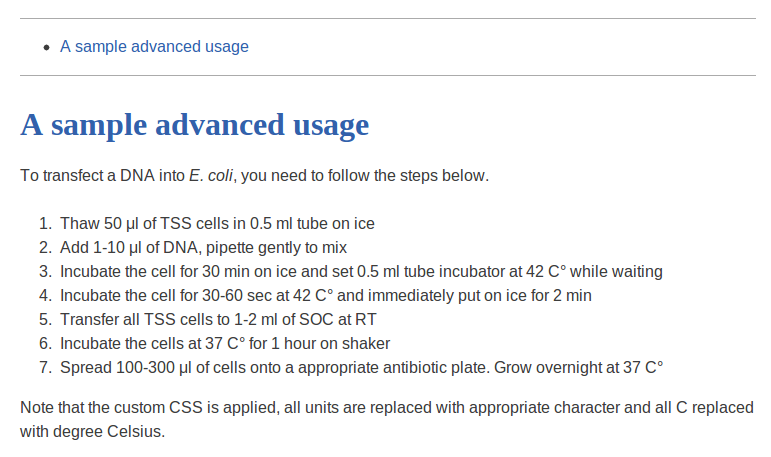 A sample advanced usage
A sample advanced usage
To transfect a DNA into E. coli, you need to follow the steps below.
1. Thaw 50 μl of TSS cells in 0.5 ml tube on ice
2. Add 1-10 μl of DNA, pipette gently to mix
3. Incubate the cell for 30 min on ice and set 0.5 ml tube incubator at 42 C° while waiting
4. Incubate the cell for 30-60 sec at 42 C° and immediately put on ice for 2 min
5. Transfer all TSS cells to 1-2 ml of SOC at RT
6. Incubate the cells at 37 C° for 1 hour on shaker
7. Spread 100-300 μl of cells onto a appropriate antibiotic plate. Grow overnight at 37 C°
Note that the custom CSS is applied, all units are replaced with appropriate character and all C replaced
with degree Celsius.